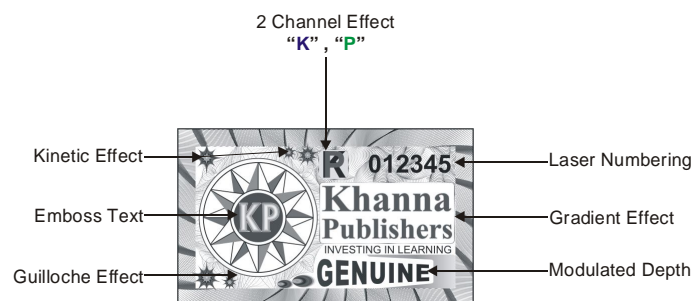 2 Channel Effect
“K” , “P”
Kinetic Effect
Emboss Text
Guilloche Effect
KP
K 012345
Khanna
Publishers
INVESTING IN LEARNING
GENUINE
Laser Numbering
Gradient Effect
Modulated Depth